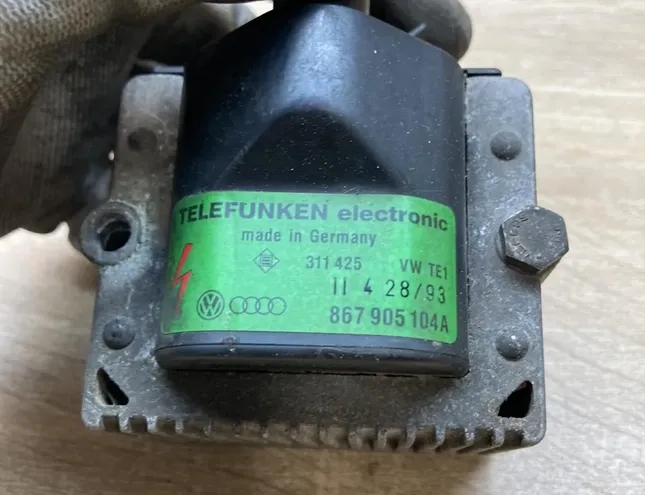 TELEFUNKEN electronic
made in Germany
311 425 VW TE1
II 4 28/93
867 905 104A